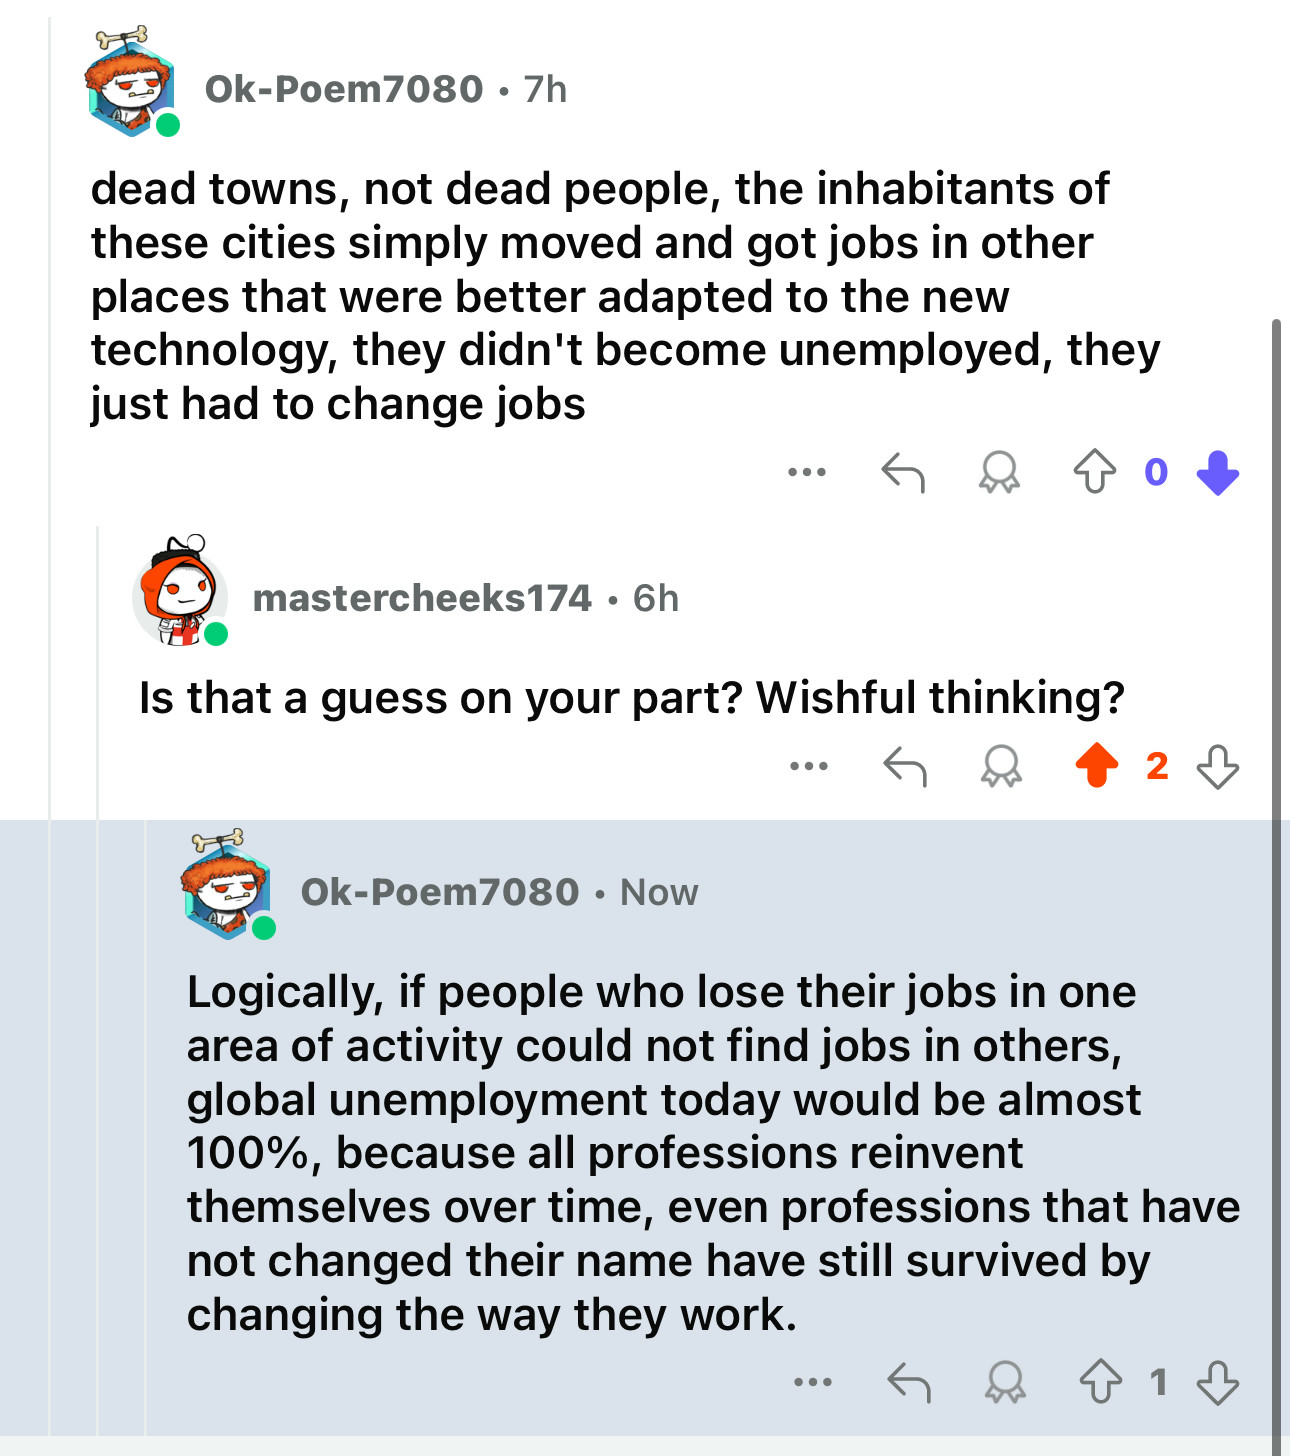 Ok-Poem7080 • 7h
dead towns, not dead people, the inhabitants of
these cities simply moved and got jobs in other
places that were better adapted to the new
technology, they didn't become unemployed, they
just had to change jobs
0
mastercheeks174 • 6h
Is that a guess on your part? Wishful thinking?
2
Ok-Poem7080 • Now
Logically, if people who lose their jobs in one
area of activity could not find jobs in others,
global unemployment today would be almost
100%, because all professions reinvent
themselves over time, even professions that have
not changed their name have still survived by
changing the way they work.
1